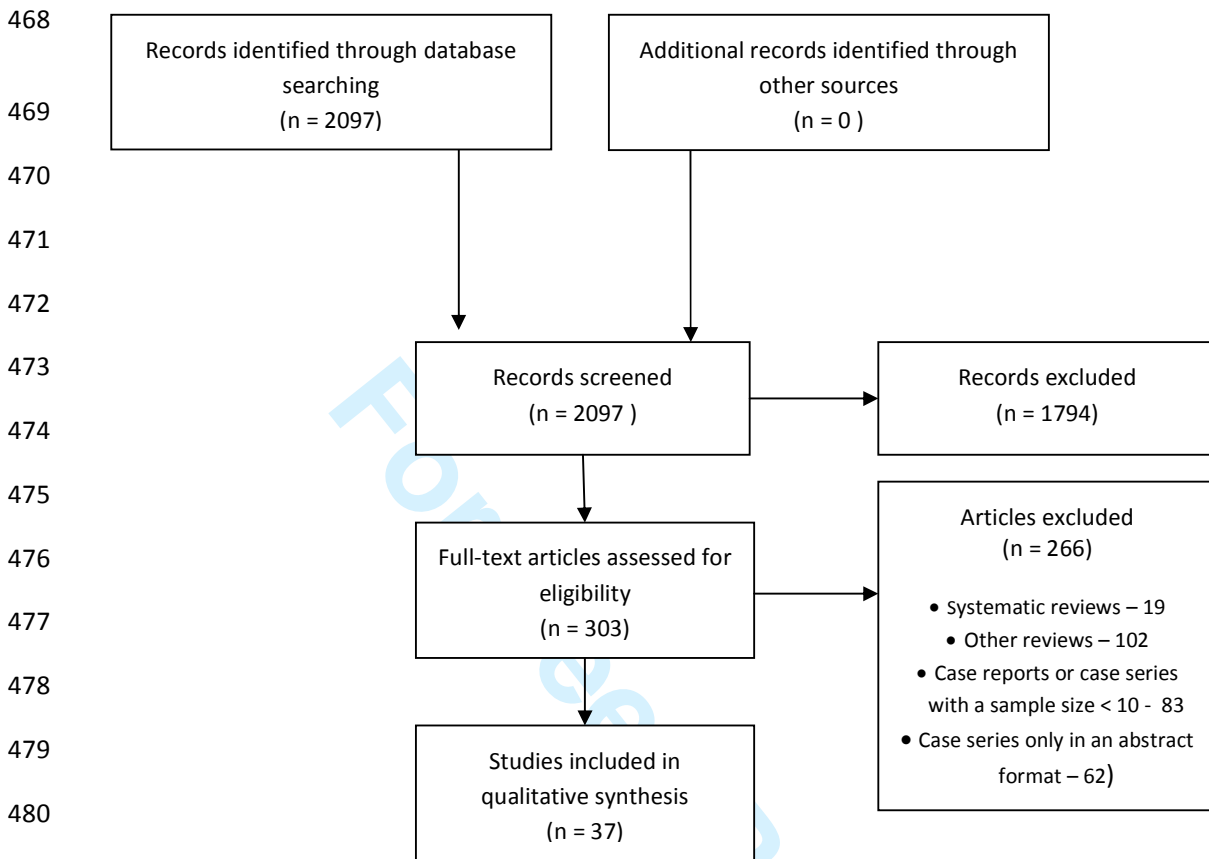 468
Records identified through database
searching
(n = 2097)
Additional records identified through
other sources
(n = 0 )
469
470
471
472
473
Records screened
(n = 2097 )
Records excluded
(n = 1794)
474
475
Full-text articles assessed for
eligibility
(n = 303)
Articles excluded
(n = 266)
• Systematic reviews – 19
• Other reviews – 102
• Case reports or case series
with a sample size < 10 - 83
• Case series only in an abstract
format – 62)
476
477
478
479
Studies included in
qualitative synthesis
(n = 37)
480
For